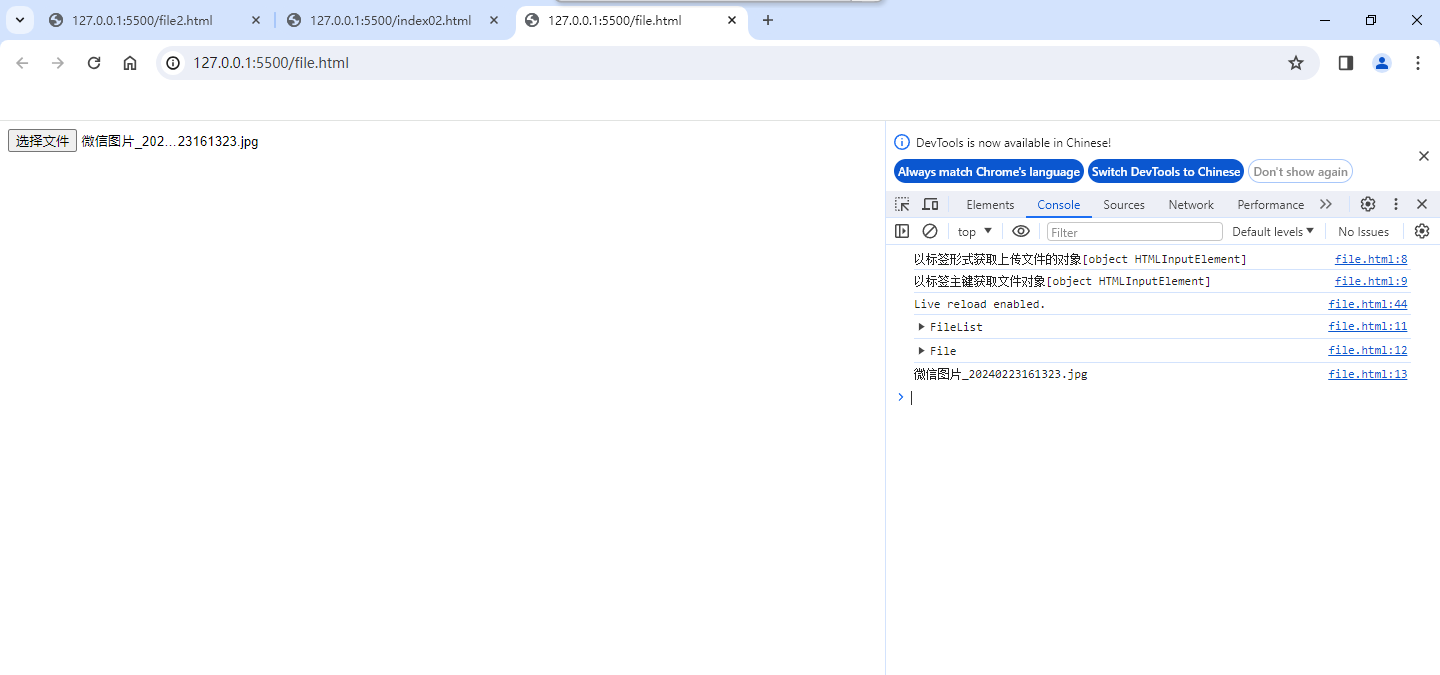 127.0.0.1:5500/file2.html
127.0.0.1:5500/index02.html
127.0.0.1:5500/file.html
127.0.0.1:5500/file.html
选择文件 微信图片_202...23161323.jpg
DevTools is now available in Chinese!
Always match Chrome's language Switch DevTools to Chinese Don't show again
Elements Console Sources Network Performance
top Filter Default levels No Issues
以标签形式获取上传文件的对象[object HTMLInputElement] file.html:8
以标签主键获取文件对象[object HTMLInputElement] file.html:9
Live reload enabled. file.html:44
FileList file.html:11
File file.html:12
微信图片_20240223161323.jpg file.html:13